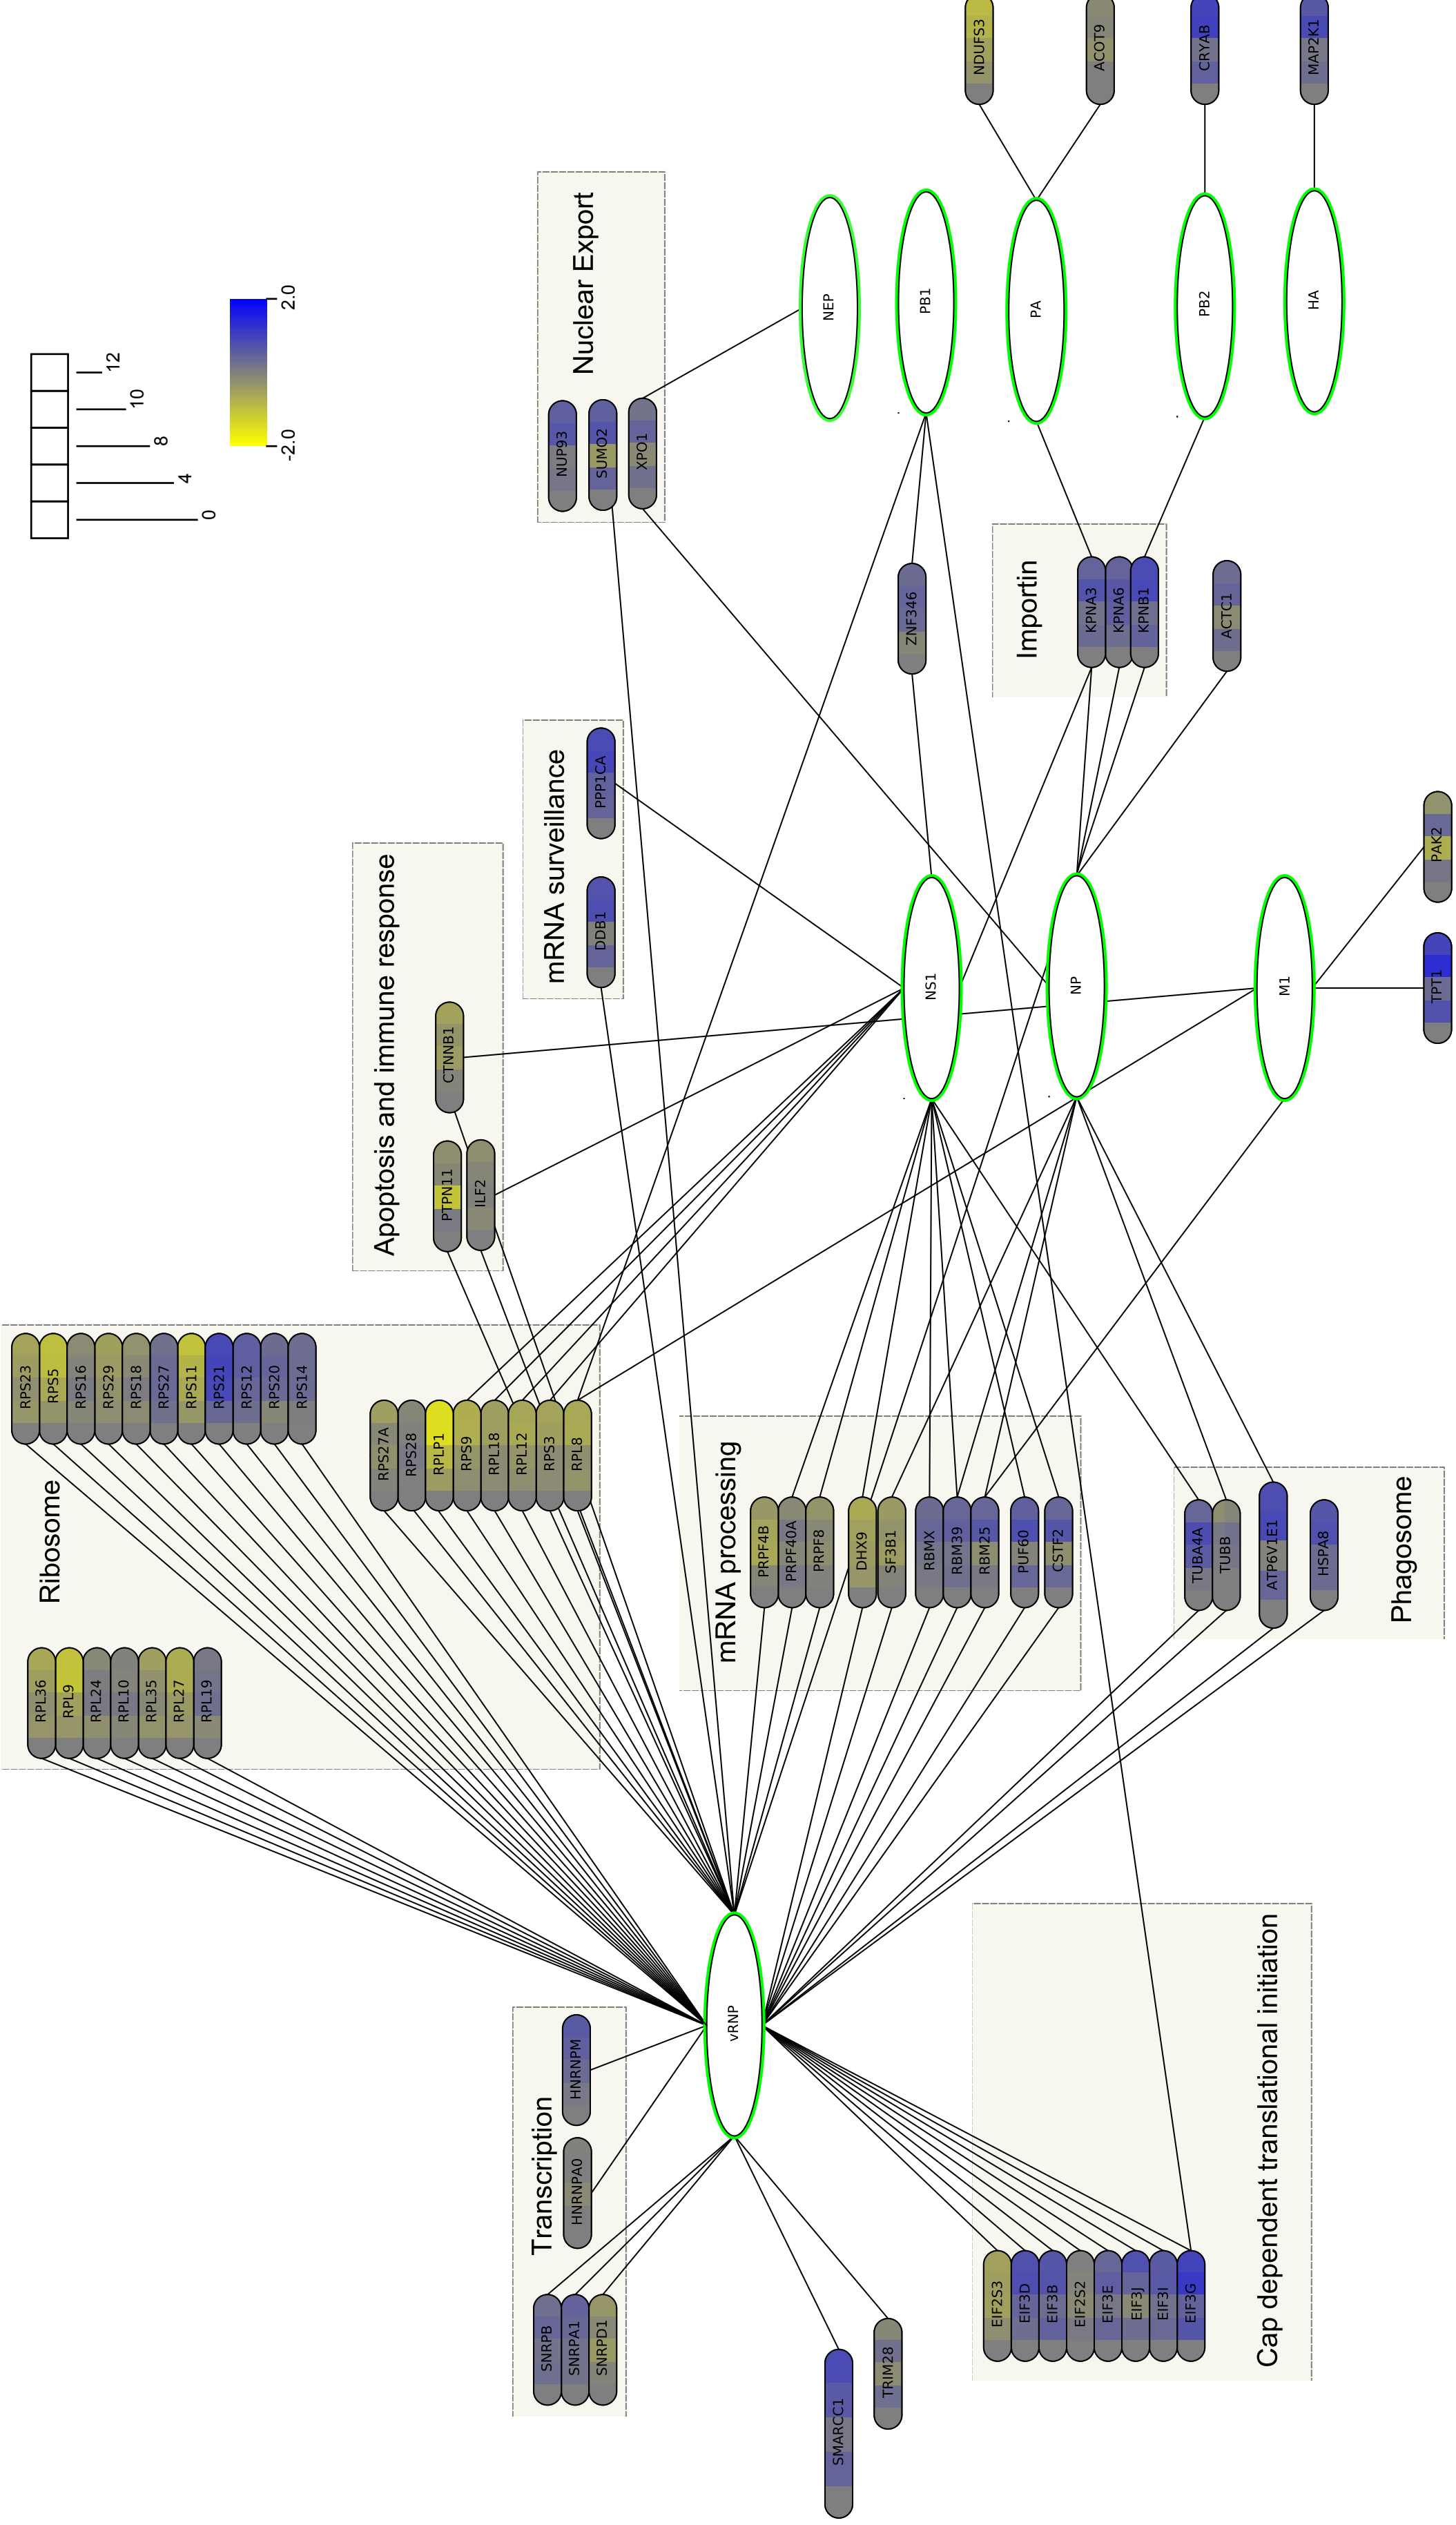 0
4
8
10
12
-2.0
2.0
Ribosome
RPL36
RPL9
RPL24
RPL10
RPL35
RPL27
RPL19
RPS23
RPS5
RPS16
RPS29
RPS18
RPS27
RPS11
RPS21
RPS12
RPS20
RPS14
RPS27A
RPS28
RPLP1
RPS9
RPL18
RPL12
RPS3
RPL8
Apoptosis and immune response
PTPN11
ILF2
CTNNB1
mRNA surveillance
DDB1
PPP1CA
Nuclear Export
NUP93
SUMO2
XPO1
Transcription
SNRPB
SNRPA1
SNRPD1
HNRNPA0
HNRNPM
vRNP
mRNA processing
PRPF4B
PRPF40A
PRPF8
DHX9
SF3B1
RBMX
RBM39
RBM25
PUF60
CSTF2
SMARCC1
TRIM28
NS1
NP
M1
ZNF346
Importin
KPNA3
KPNA6
KPNB1
ACTC1
NEP
PB1
PA
PB2
HA
NDUFS3
ACOT9
CRYAB
MAP2K1
Cap dependent translational initiation
EIF2S3
EIF3D
EIF3B
EIF2S2
EIF3E
EIF3J
EIF3I
EIF3G
Phagosome
TUBA4A
TUBB
ATP6V1E1
HSPA8
TPT1
PAK2